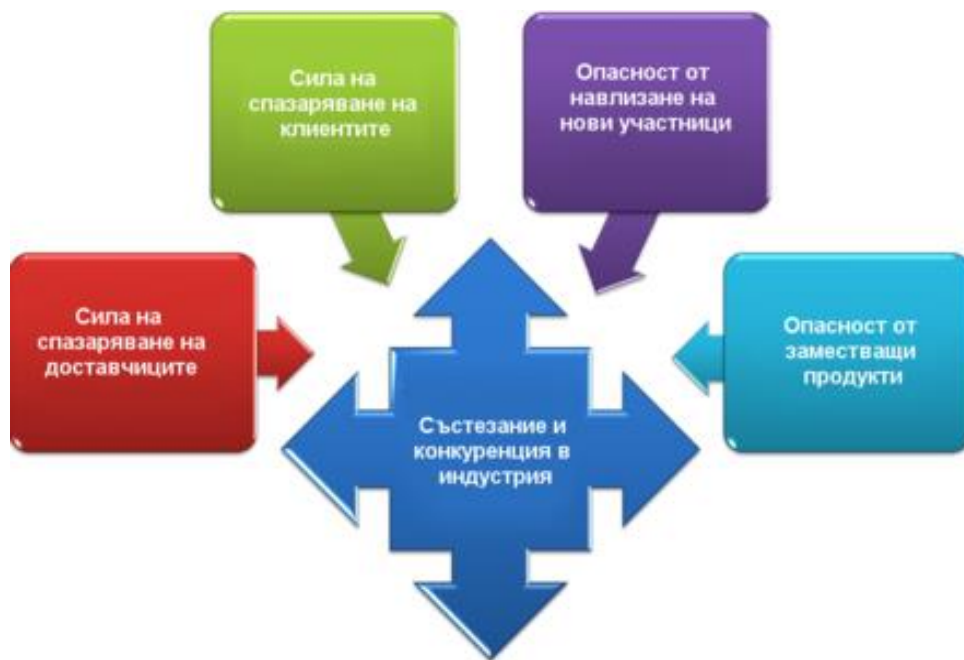 Сила на
спазаряване на
клиентите
Опасност от
навлизане на
нови участници
Сила на
спазаряване на
доставчиците
Опасност от
заместващи
продукти
Състезание и
конкуренция в
индустрия